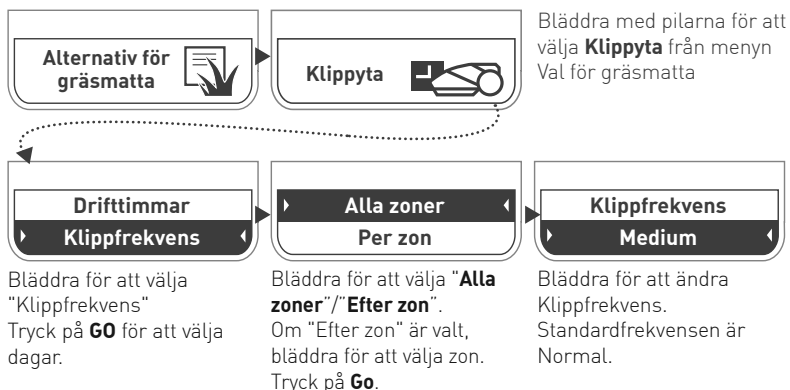 Alternativ för
gräsmatta
Klippyta
Bläddra med pilarna för att
välja Klippyta från menyn
Val för gräsmatta
Drifttimmar
Klippfrekvens
Bläddra för att välja
"Klippfrekvens"
Tryck på GO för att välja
dagar.
Alla zoner
Per zon
Bläddra för att välja "Alla
zoner"/"Efter zon".
Om "Efter zon" är valt,
bläddra för att välja zon.
Tryck på Go.
Klippfrekvens
Medium
Bläddra för att ändra
Klippfrekvens.
Standardfrekvensen är
Normal.